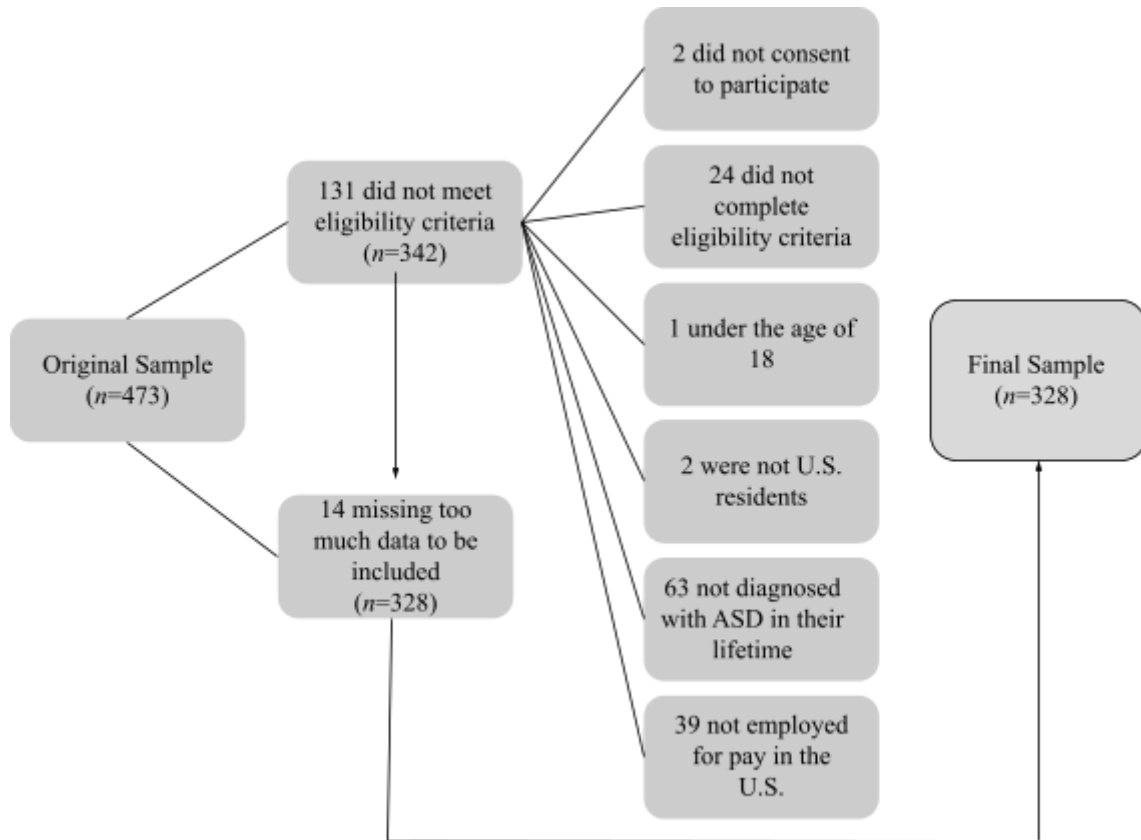 Original Sample
(n=473)
131 did not meet
eligibility criteria
(n=342)
14 missing too
much data to be
included
(n=328)
2 did not consent
to participate
24 did not
complete
eligibility criteria
1 under the age of
18
2 were not U.S.
residents
63 not diagnosed
with ASD in their
lifetime
39 not employed
for pay in the
U.S.
Final Sample
(n=328)